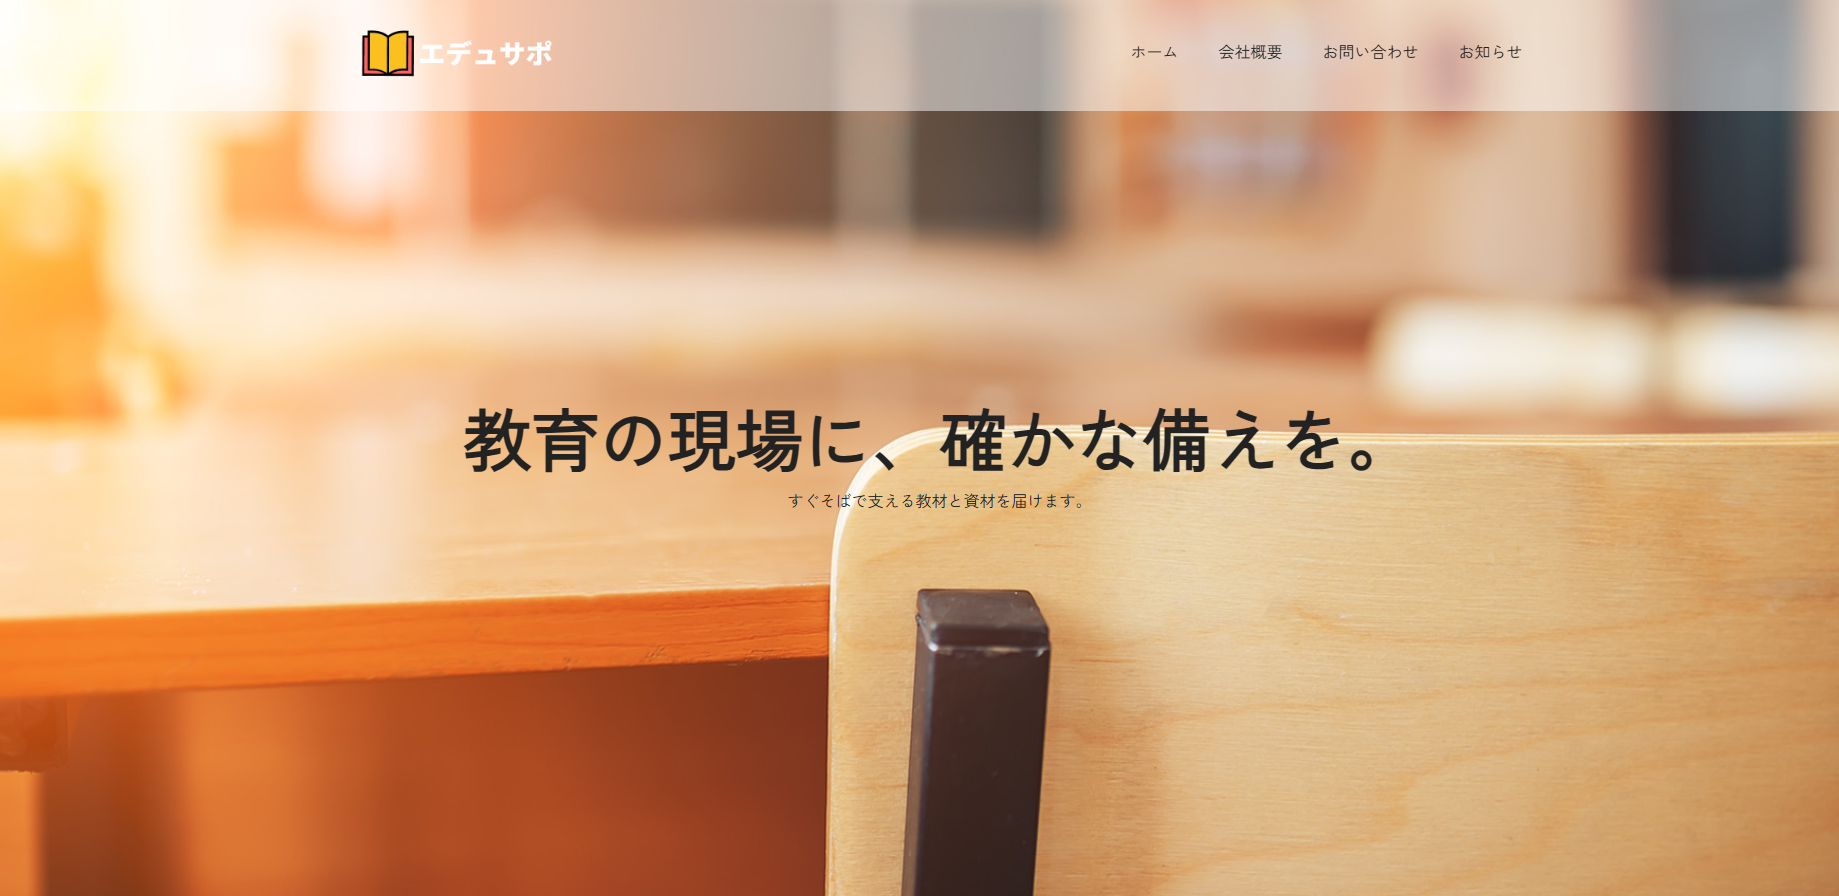 エデュサポ
ホーム
会社概要
お問い合わせ
お知らせ
教育の現場に、確かな備えを。
すぐそばで支える教材と資材を届けます。